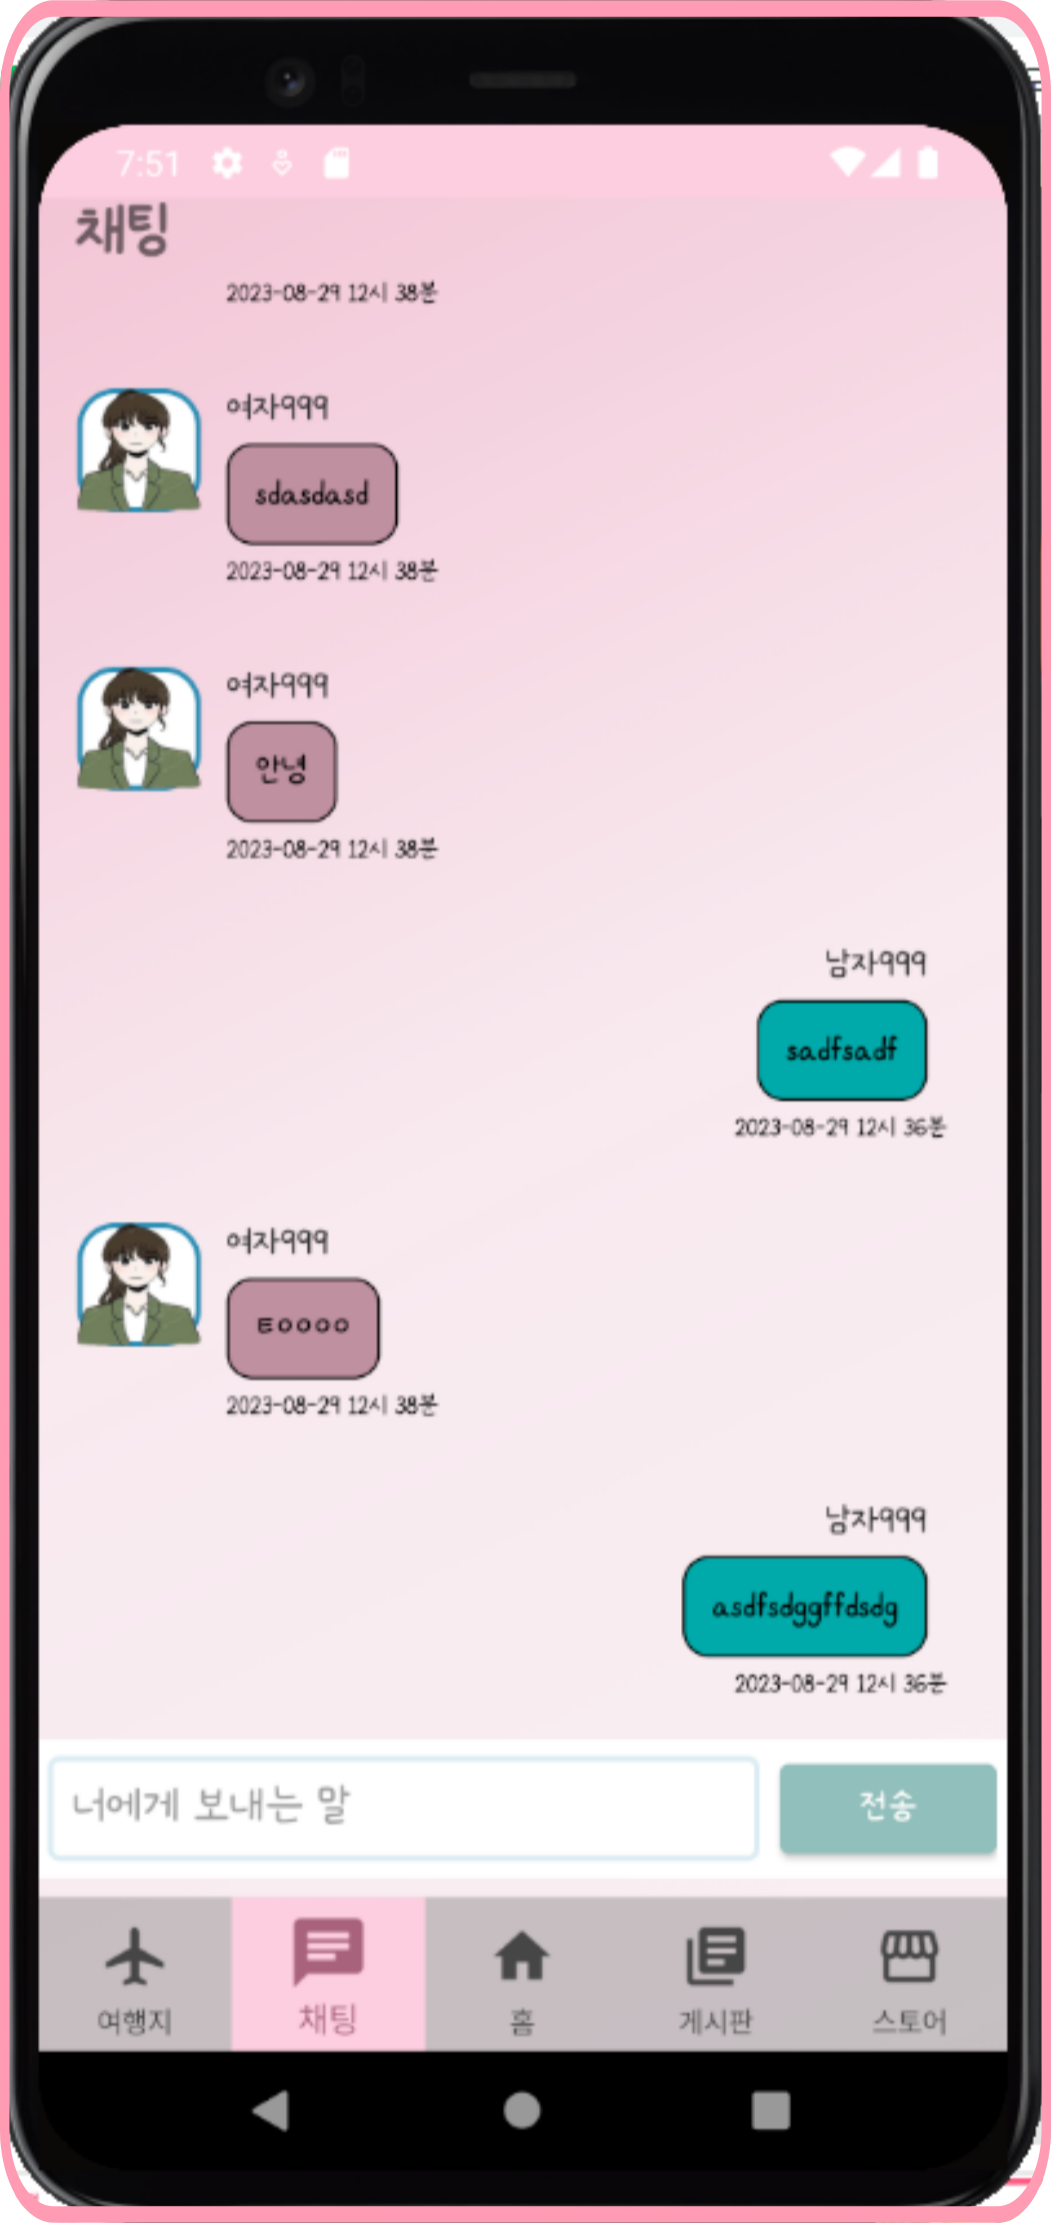 7:51
채팅
2023-08-29 12시 38분
여자999
sdasdasd
2023-08-29 12시 38분
여자999
안녕
2023-08-29 12시 38분
남자999
sadfsadf
2023-08-29 12시 36분
여자999
ㅌㅇㅇㅇㅇ
2023-08-29 12시 38분
남자999
asdfsdggffdsdg
2023-08-29 12시 36분
너에게 보내는 말
전송
여행지
채팅
홈
게시판
스토어